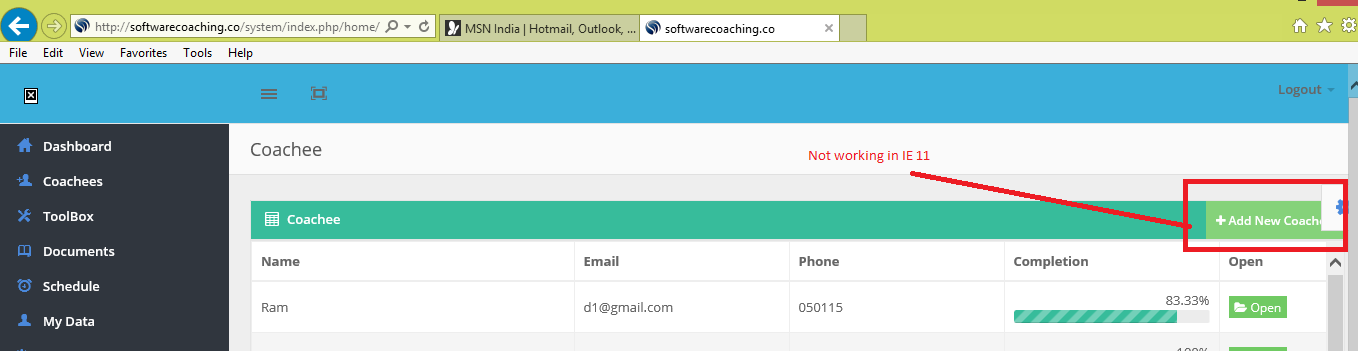 http://softwarecoaching.co/system/index.php/home/
MSN India | Hotmail, Outlook, ...
softwarecoaching.co
File Edit View Favorites Tools Help
Logout
Dashboard
Coachees
ToolBox
Documents
Schedule
My Data
Coachee
Not working in IE 11
Coachee
Add New Coache
Name Email Phone Completion Open
Ram d1@gmail.com 050115 83.33% Open